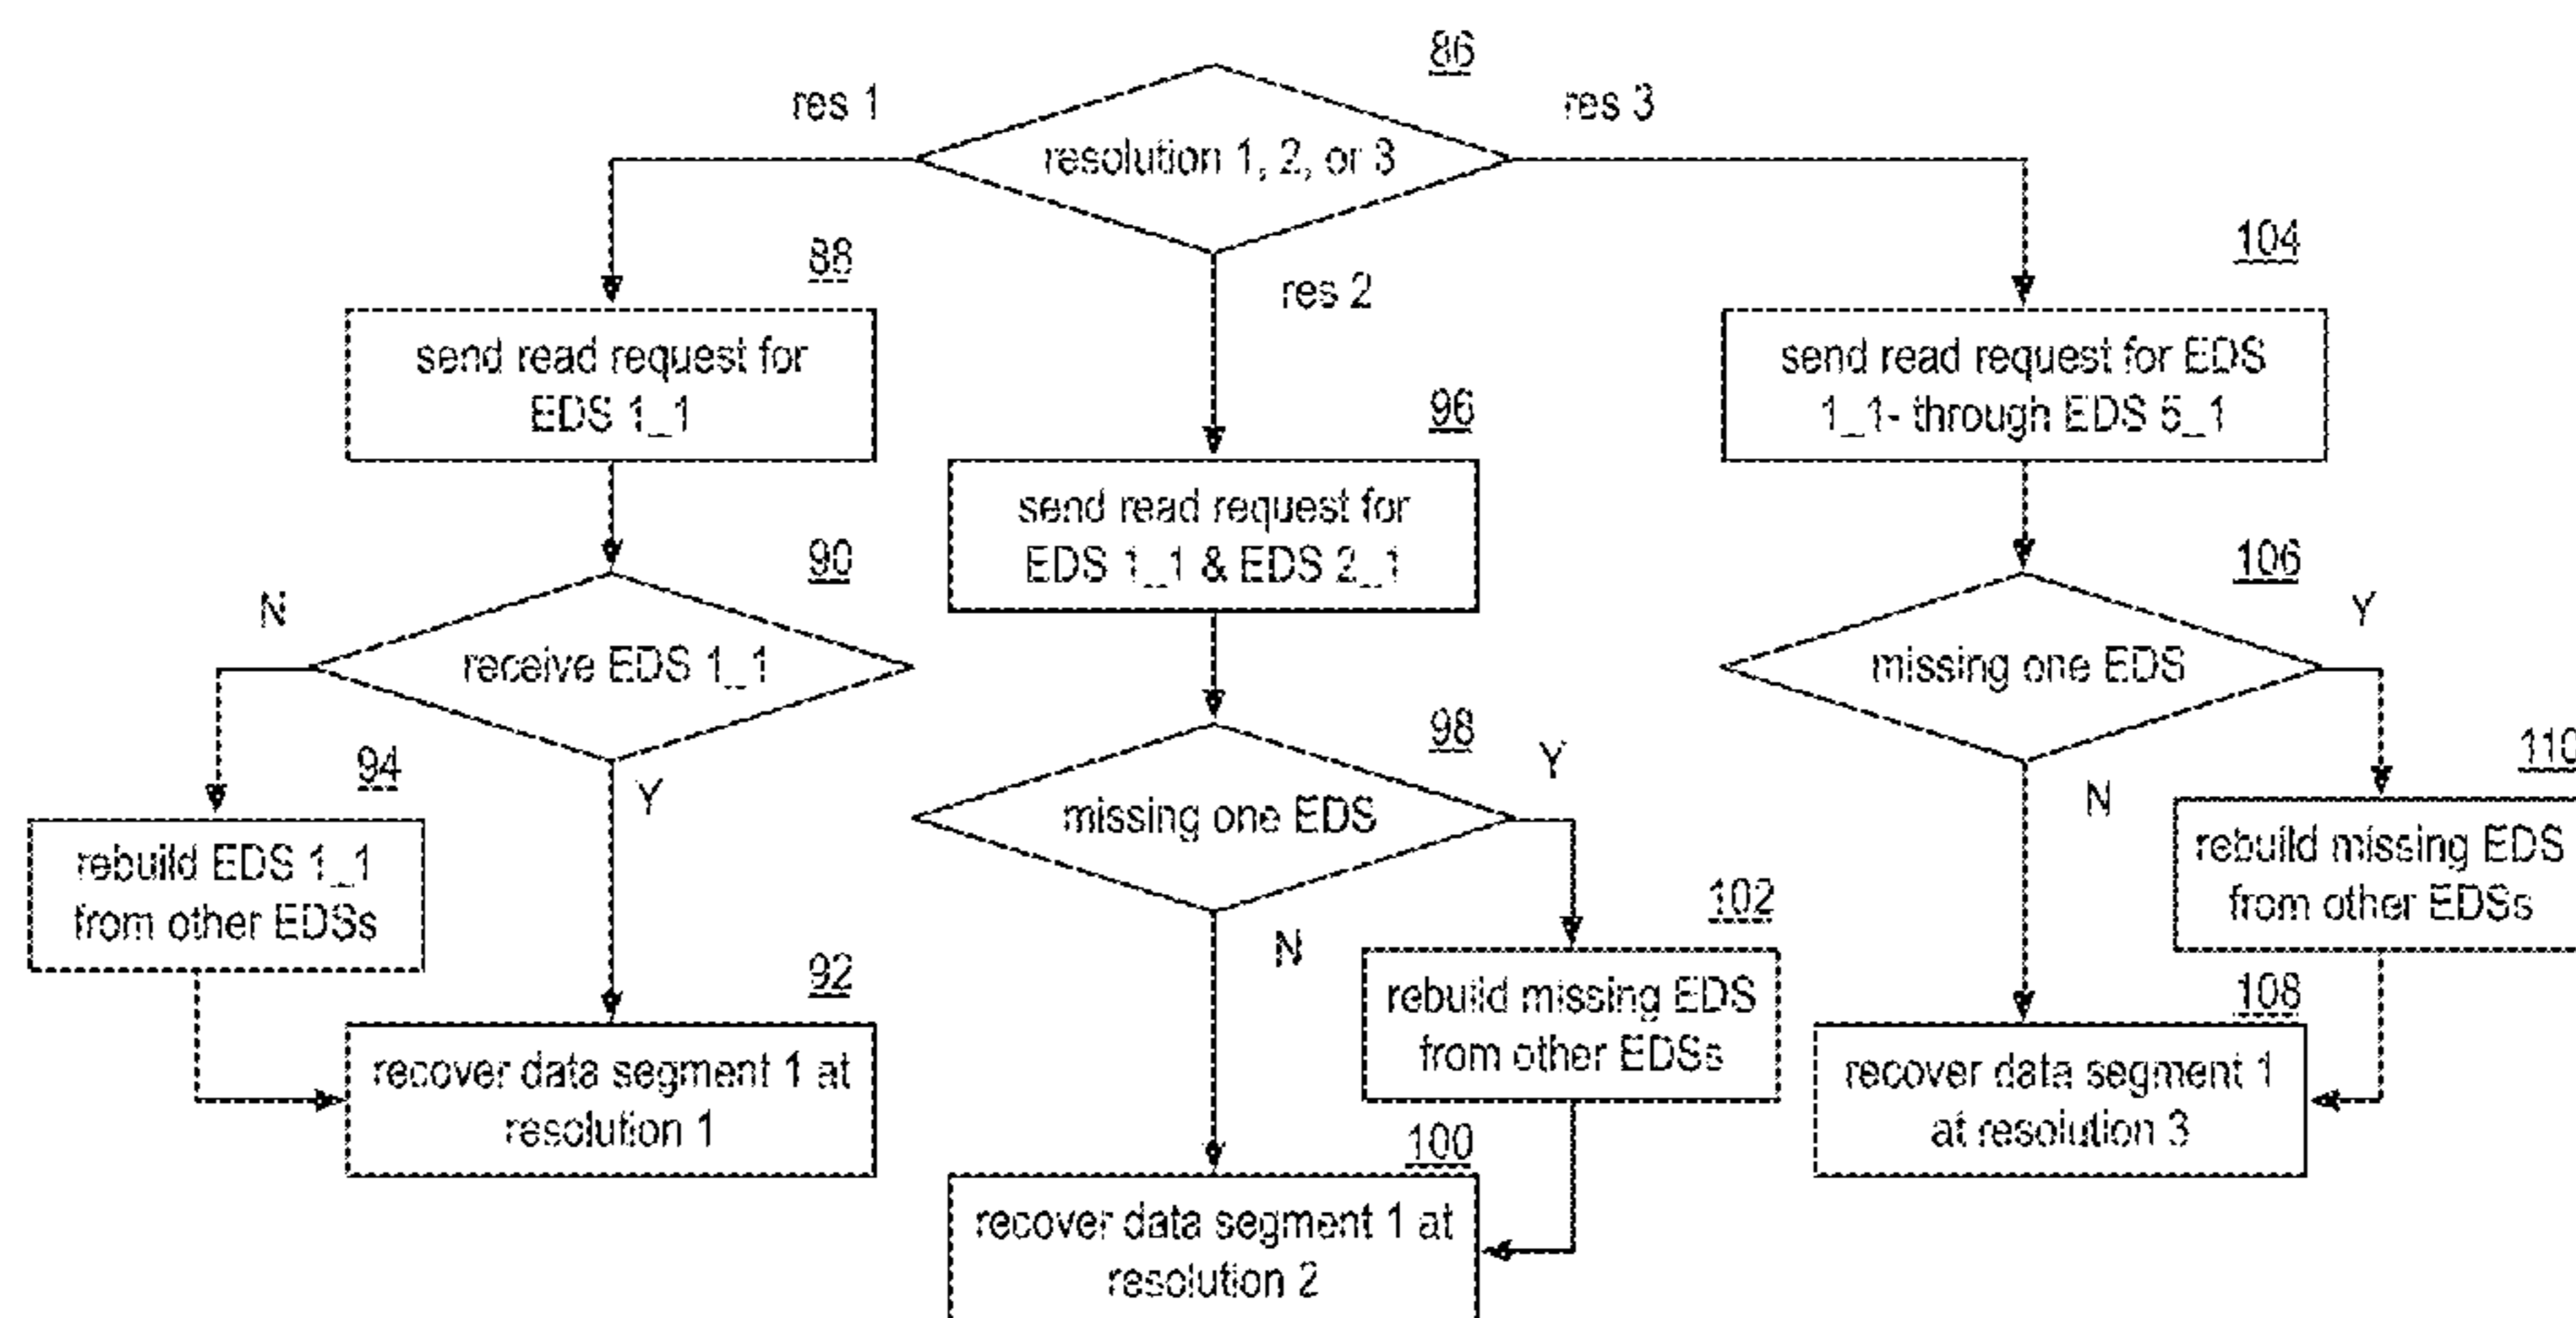 86
res 1
res 3
resolution 1, 2, or 3
res 2
88
send read request for
EDS 1_1
104
send read request for EDS
1_1- through EDS 5_1
96
send read request for
EDS 1_1 & EDS 2_1
90
N
receive EDS 1_1
Y
106
Y
missing one EDS
N
98
Y
missing one EDS
N
94
rebuild EDS 1_1
from other EDSs
110
rebuild missing EDS
from other EDSs
102
rebuild missing EDS
from other EDSs
92
recover data segment 1 at
resolution 1
108
recover data segment 1
at resolution 3
100
recover data segment 1 at
resolution 2